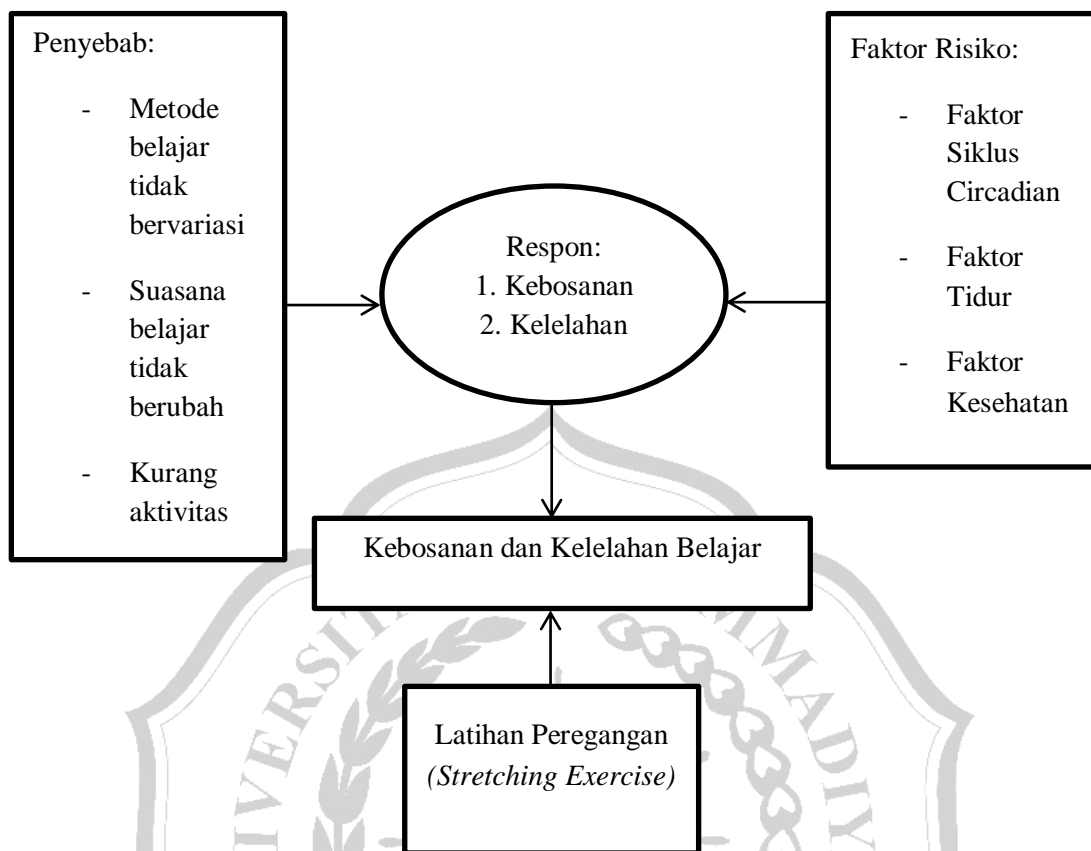 Penyebab:
- Metode
belajar
tidak
bervariasi
- Suasana
belajar
tidak
berubah
- Kurang
aktivitas
Respon:
1. Kebosanan
2. Kelelahan
Faktor Risiko:
- Faktor
Siklus
Circadian
- Faktor
Tidur
- Faktor
Kesehatan
Kebosanan dan Kelelahan Belajar
Latihan Peregangan
(Stretching Exercise)